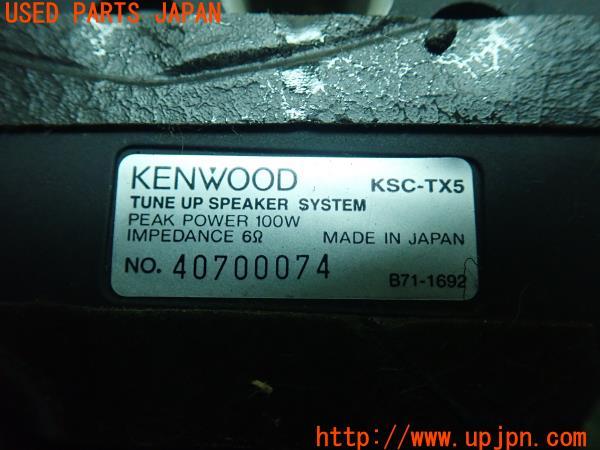 USED PARTS JAPAN
KENWOOD KSC-TX5
TUNE UP SPEAKER SYSTEM
PEAK POWER 100W
IMPEDANCE 6Ω MADE IN JAPAN
NO. 40700074 B71-1692
http://www.upjpn.com